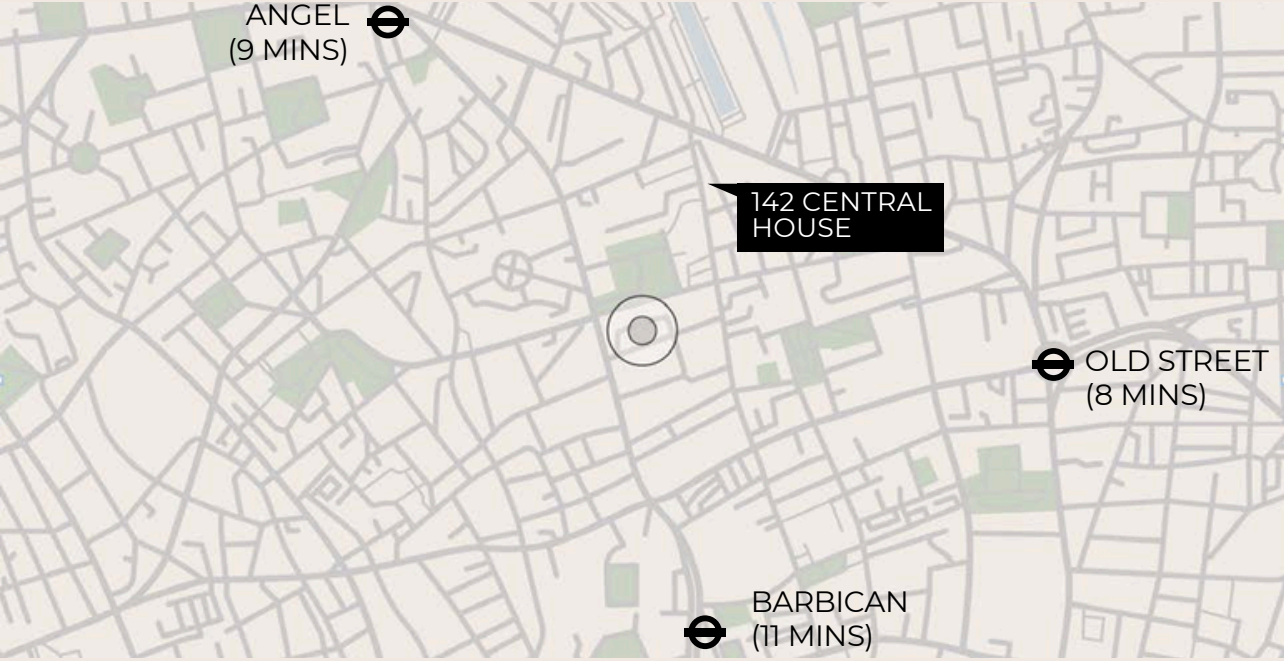 ANGEL
(9 MINS)
142 CENTRAL
HOUSE
OLD STREET
(8 MINS)
BARBICAN
(11 MINS)